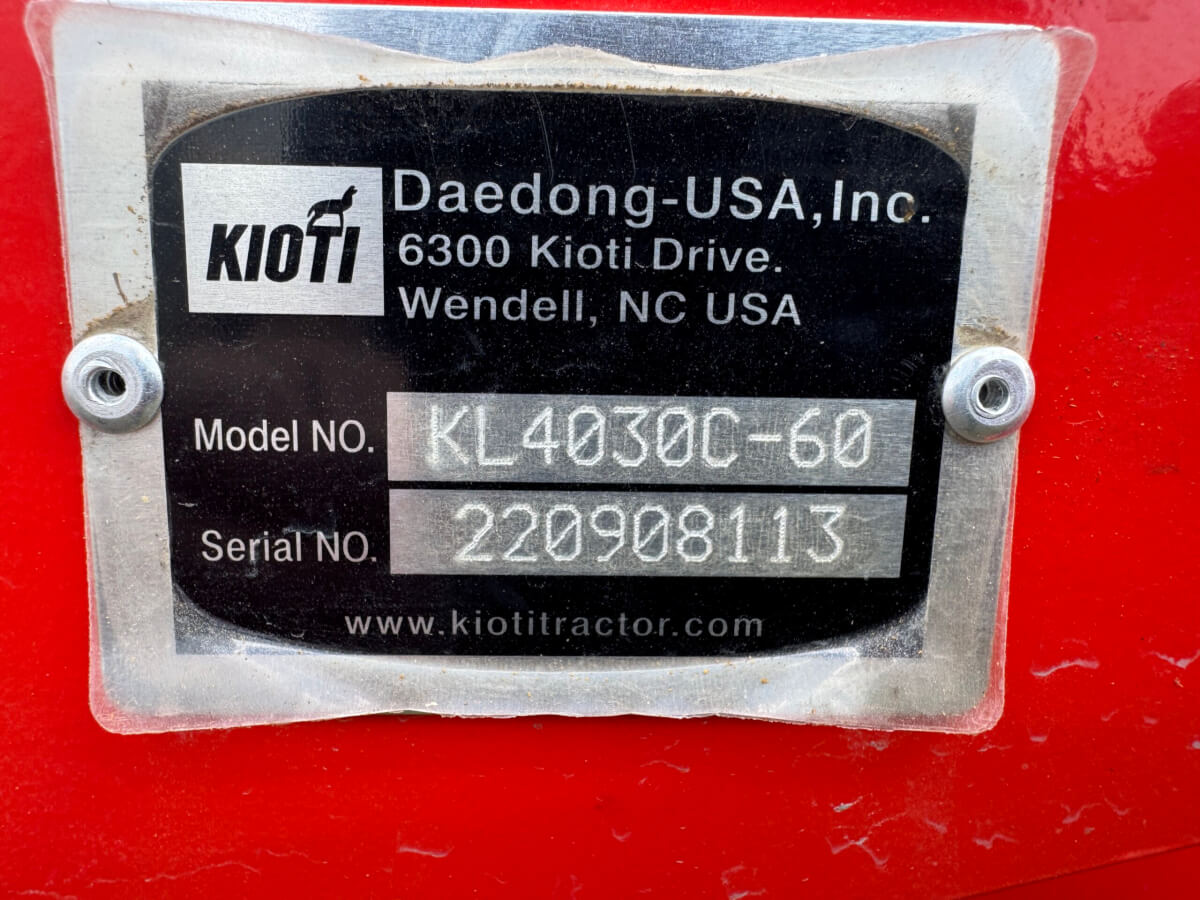 KIOTI
Daedong-USA,Inc.
6300 Kioti Drive.
Wendell, NC USA
Model NO. KL4030C-60
Serial NO. 220908113
www.kiotitractor.com